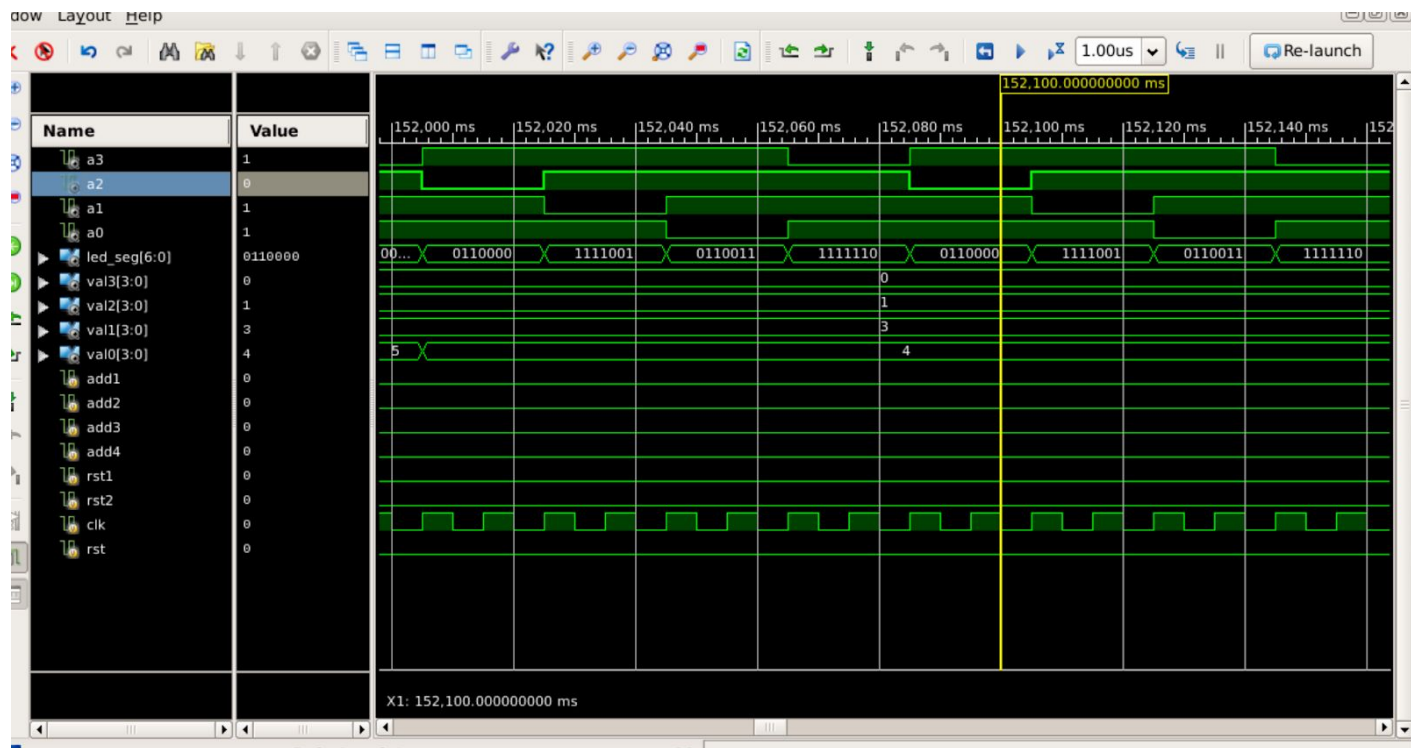 dow Layout Help
1.00us Re-launch
152,100.000000000 ms
Name Value
152,000 ms 152,020 ms 152,040 ms 152,060 ms 152,080 ms 152,100 ms 152,120 ms 152,140 ms 152
a3 1
a2 0
a1 1
a0 1
led_seg[6:0] 0110000 00... 0110000 1111001 0110011 1111110 0110000 1111001 0110011 1111110
val3[3:0] 0 0
val2[3:0] 1 1
val1[3:0] 3 3
val0[3:0] 4 5 4
add1 0
add2 0
add3 0
add4 0
rst1 0
rst2 0
clk 0
rst 0
X1: 152,100.000000000 ms